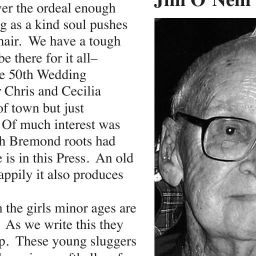 ver the ordeal enough
g as a kind soul pushes
hair. We have a tough
be there for it all–
e 50th Wedding
Chris and Cecilia
of town but just
Of much interest was
h Bremond roots had
e is in this Press. An old
appily it also produces
n the girls minor ages are
As we write this they
p. These young sluggers
Jim O'Neil